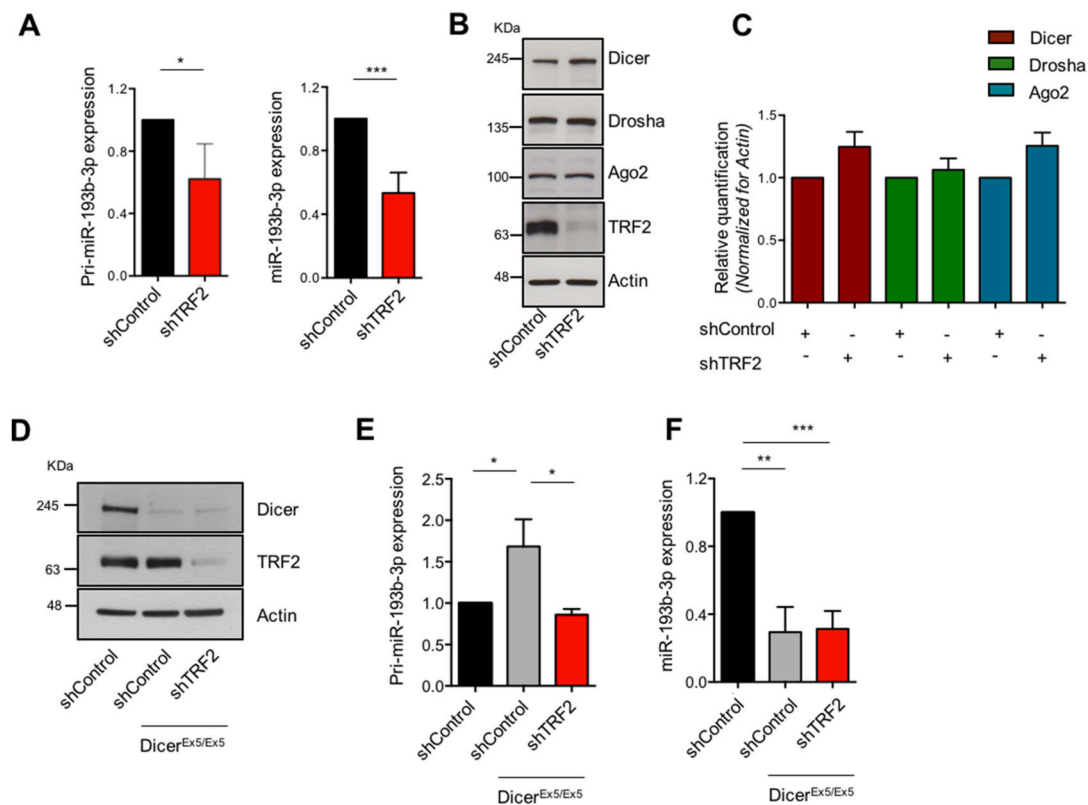 A
*
Pri-miR-193b-3p expression
1.2
0.8
0.4
0.0
shControl
shTRF2
***
miR-193b-3p expression
1.2
0.8
0.4
0.0
shControl
shTRF2
B
KDa
245
Dicer
135
Drosha
100
Ago2
63
TRF2
48
Actin
shControl
shTRF2
C
Dicer
Drosha
Ago2
Relative quantification
(Normalized for Actin)
1.5
1.0
0.5
0.0
shControl + - + - + -
shTRF2 - + - + - +
D
KDa
245
Dicer
63
TRF2
48
Actin
shControl
shControl
shTRF2
DicerEx5/Ex5
E
* *
Pri-miR-193b-3p expression
2.5
2.0
1.5
1.0
0.5
0.0
shControl
shControl
shTRF2
DicerEx5/Ex5
F
***
**
miR-193b-3p expression
1.2
0.8
0.4
0.0
shControl
shControl
shTRF2
DicerEx5/Ex5